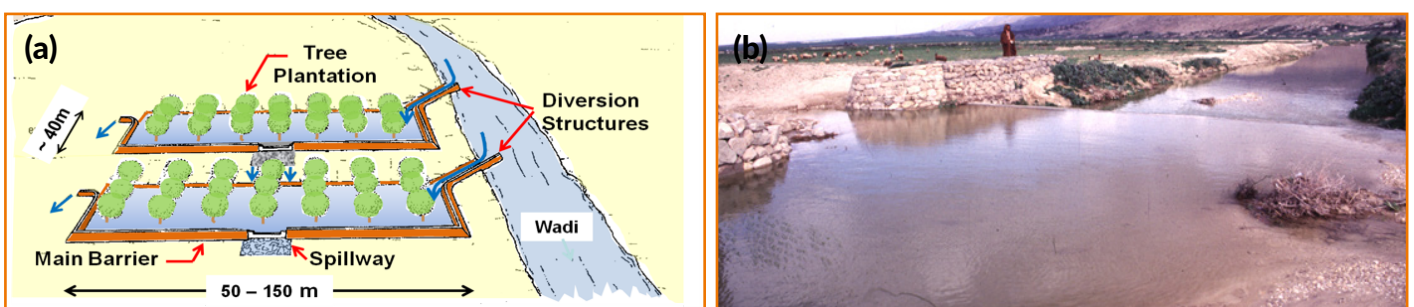 (a)
Tree
Plantation
Diversion
Structures
~ 40m
Wadi
Main Barrier
Spillway
50 – 150 m
(b)